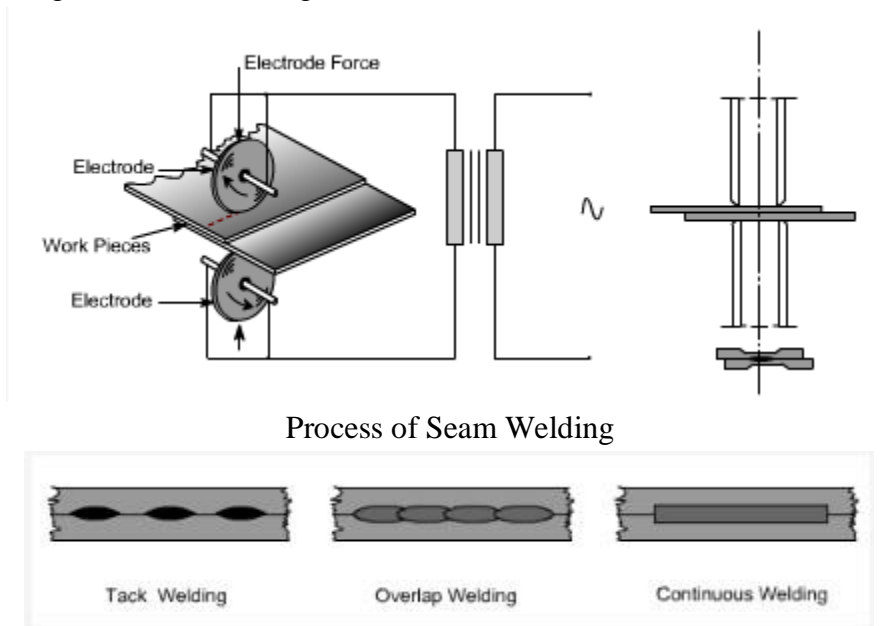 Electrode Force
Electrode
Work Pieces
Electrode
Process of Seam Welding
Tack Welding
Overlap Welding
Continuous Welding